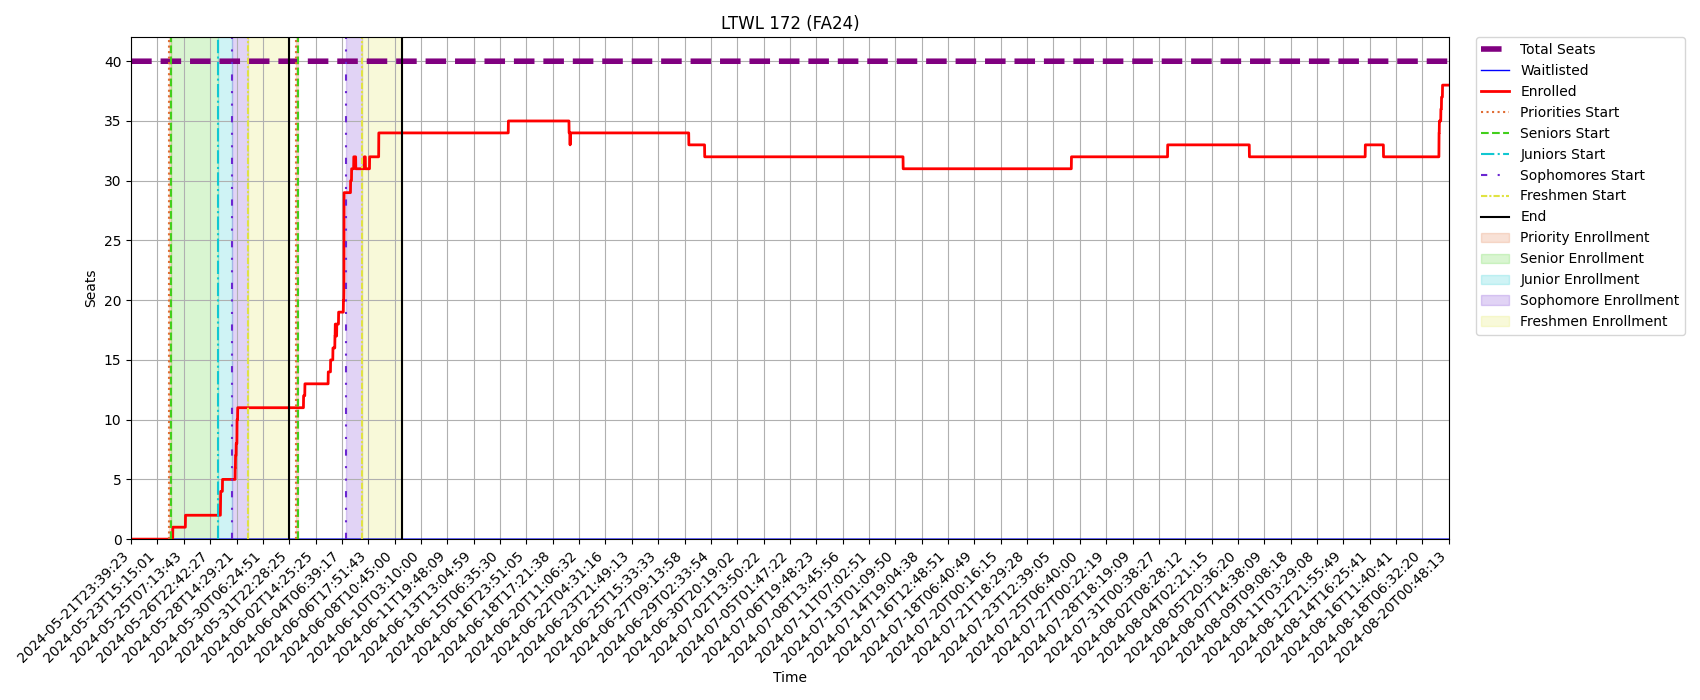 LTWL 172 (FA24)
Total Seats
Waitlisted
Enrolled
Priorities Start
Seniors Start
Juniors Start
Sophomores Start
Freshmen Start
End
Priority Enrollment
Senior Enrollment
Junior Enrollment
Sophomore Enrollment
Freshmen Enrollment
Seats
40
35
30
25
20
15
10
5
0
2024-05-21T23:39:23
2024-05-23T15:15:01
2024-05-25T07:13:43
2024-05-26T22:42:27
2024-05-28T14:29:21
2024-05-30T06:24:51
2024-05-31T22:28:25
2024-06-02T14:25:25
2024-06-04T06:39:17
2024-06-06T17:51:43
2024-06-08T10:45:00
2024-06-10T03:10:00
2024-06-11T19:48:09
2024-06-13T13:04:59
2024-06-15T06:35:30
2024-06-16T23:51:05
2024-06-18T17:21:38
2024-06-20T11:06:32
2024-06-22T04:31:16
2024-06-23T21:49:13
2024-06-25T15:33:33
2024-06-27T09:13:58
2024-06-29T02:33:54
2024-06-30T20:19:02
2024-07-02T13:50:22
2024-07-05T01:47:22
2024-07-06T19:48:23
2024-07-08T13:45:56
2024-07-11T07:02:51
2024-07-13T01:09:50
2024-07-14T19:04:38
2024-07-16T12:48:51
2024-07-18T06:40:49
2024-07-20T00:16:15
2024-07-21T18:29:28
2024-07-23T12:39:05
2024-07-25T06:40:00
2024-07-27T00:22:19
2024-07-28T18:19:09
2024-07-31T00:38:27
2024-08-02T08:28:12
2024-08-04T02:21:15
2024-08-05T20:36:20
2024-08-07T14:38:09
2024-08-09T09:08:18
2024-08-11T03:29:08
2024-08-12T21:55:49
2024-08-14T16:25:41
2024-08-16T11:40:41
2024-08-18T06:32:20
2024-08-20T00:48:13
Time